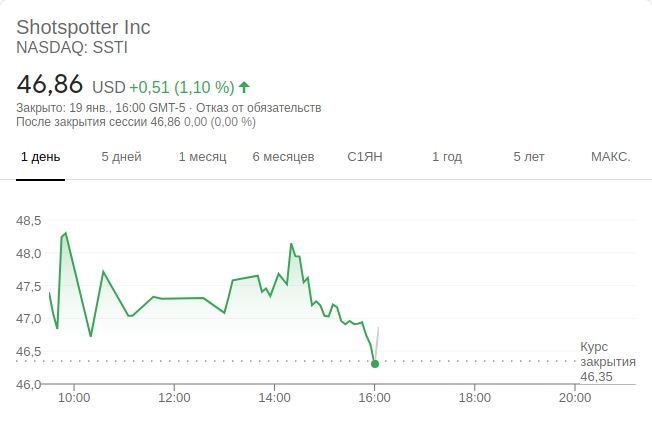 Shotspotter Inc
NASDAQ: SSTI
46,86 USD +0,51 (1,10 %)
Закрыто: 19 янв., 16:00 GMT-5 · Отказ от обязательств
После закрытия сессии 46,86 0,00 (0,00 %)
1 день 5 дней 1 месяц 6 месяцев С1ЯН 1 год 5 лет МАКС.
48,5
48,0
47,5
47,0
46,5
46,0
Курс
закрытия
46,35
10:00 12:00 14:00 16:00 18:00 20:00